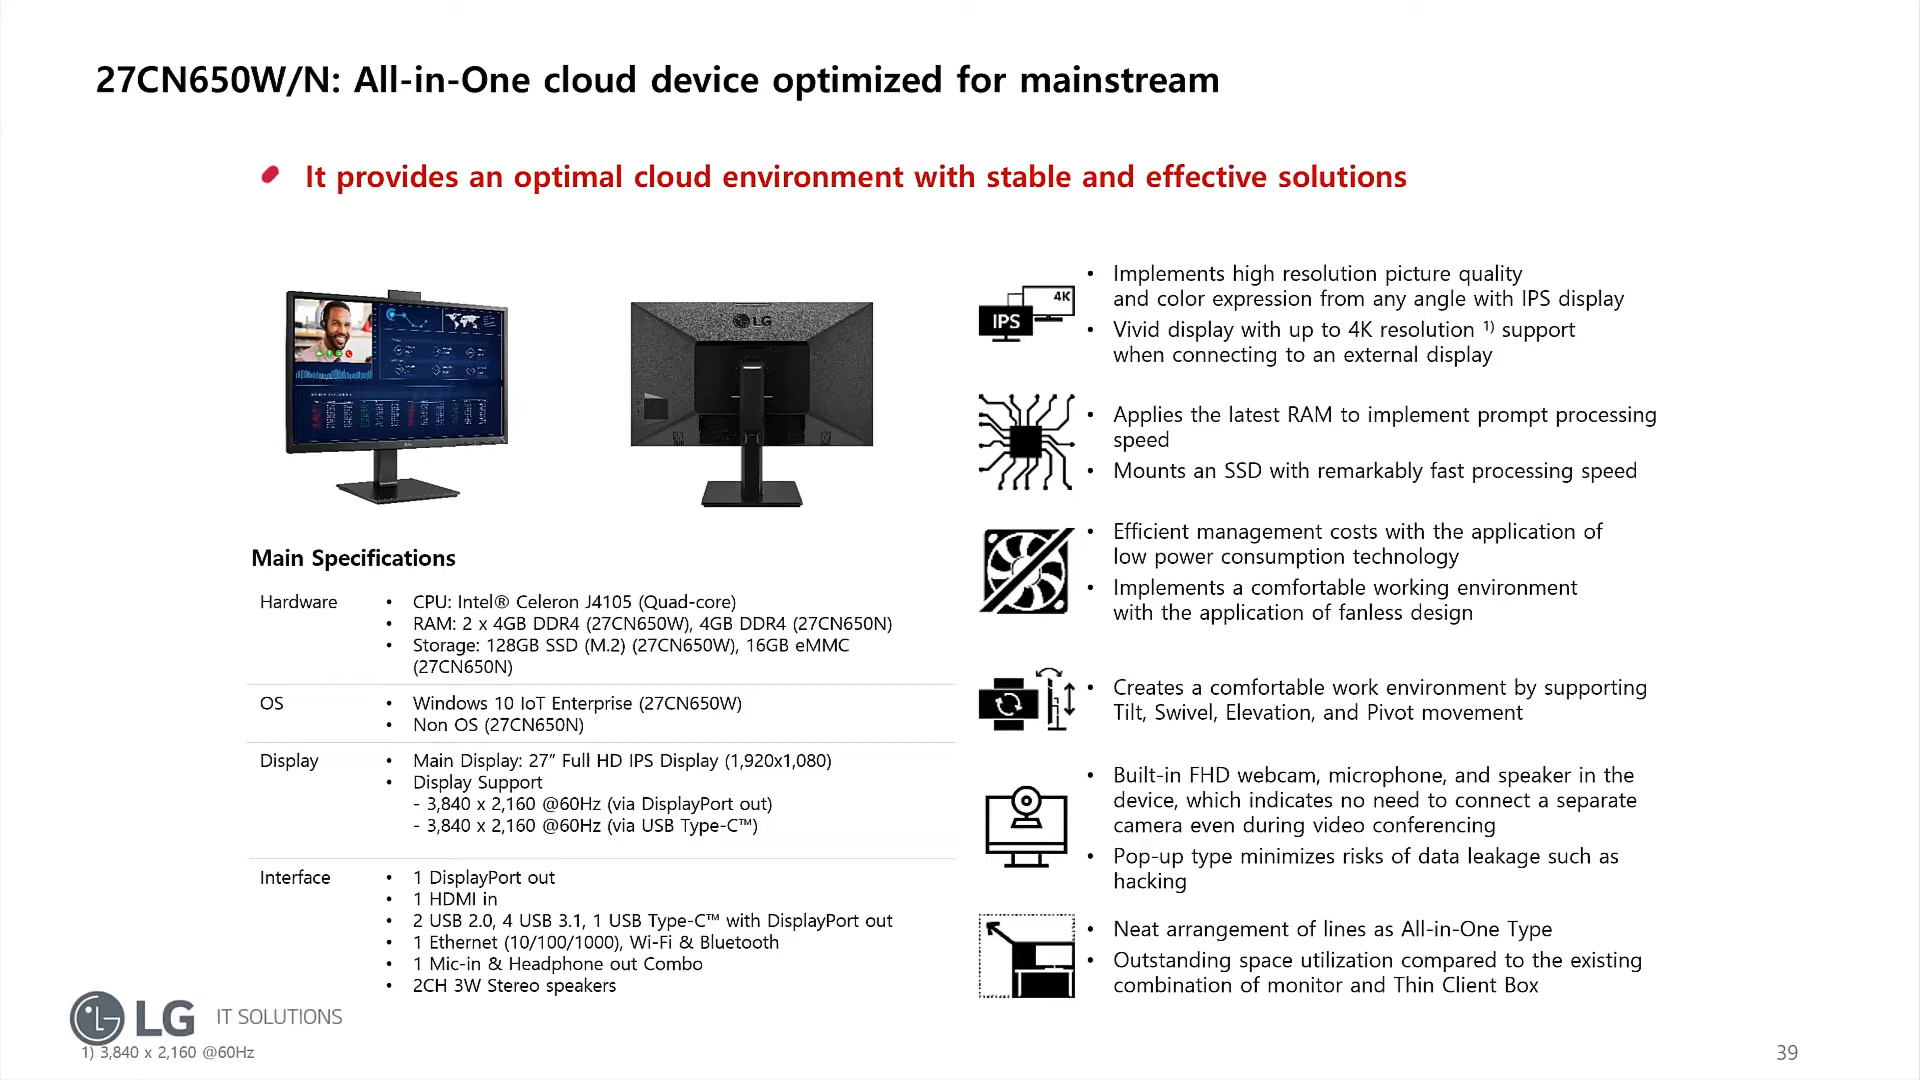 27CN650W/N: All-in-One cloud device optimized for mainstream
It provides an optimal cloud environment with stable and effective solutions
LG
Main Specifications
Hardware
• CPU: Intel® Celeron J4105 (Quad-core)
• RAM: 2 x 4GB DDR4 (27CN650W), 4GB DDR4 (27CN650N)
• Storage: 128GB SSD (M.2) (27CN650W), 16GB eMMC
(27CN650N)
OS
• Windows 10 IoT Enterprise (27CN650W)
• Non OS (27CN650N)
Display
• Main Display: 27” Full HD IPS Display (1,920x1,080)
• Display Support
- 3,840 x 2,160 @60Hz (via DisplayPort out)
- 3,840 x 2,160 @60Hz (via USB Type-C™)
Interface
• 1 DisplayPort out
• 1 HDMI in
• 2 USB 2.0, 4 USB 3.1, 1 USB Type-C™ with DisplayPort out
• 1 Ethernet (10/100/1000), Wi-Fi & Bluetooth
• 1 Mic-in & Headphone out Combo
• 2CH 3W Stereo speakers
4K
IPS
• Implements high resolution picture quality
and color expression from any angle with IPS display
• Vivid display with up to 4K resolution 1) support
when connecting to an external display
• Applies the latest RAM to implement prompt processing
speed
• Mounts an SSD with remarkably fast processing speed
• Efficient management costs with the application of
low power consumption technology
• Implements a comfortable working environment
with the application of fanless design
• Creates a comfortable work environment by supporting
Tilt, Swivel, Elevation, and Pivot movement
• Built-in FHD webcam, microphone, and speaker in the
device, which indicates no need to connect a separate
camera even during video conferencing
• Pop-up type minimizes risks of data leakage such as
hacking
• Neat arrangement of lines as All-in-One Type
• Outstanding space utilization compared to the existing
combination of monitor and Thin Client Box
LG IT SOLUTIONS
1) 3,840 x 2,160 @60Hz
39